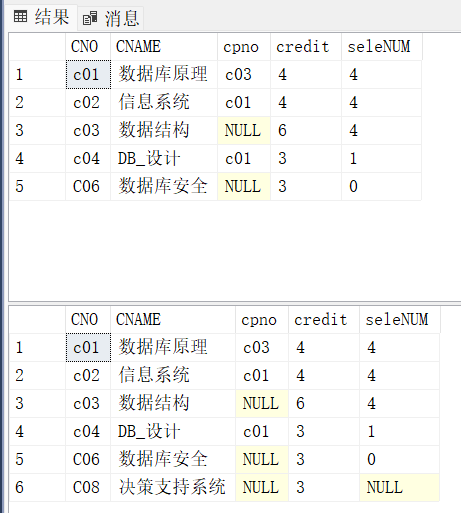 结果 消息
CNO CNAME cpno credit seleNUM
1 c01 数据库原理 c03 4 4
2 c02 信息系统 c01 4 4
3 c03 数据结构 NULL 6 4
4 c04 DB_设计 c01 3 1
5 C06 数据库安全 NULL 3 0
CNO CNAME cpno credit seleNUM
1 c01 数据库原理 c03 4 4
2 c02 信息系统 c01 4 4
3 c03 数据结构 NULL 6 4
4 c04 DB_设计 c01 3 1
5 C06 数据库安全 NULL 3 0
6 C08 决策支持系统 NULL 3 NULL